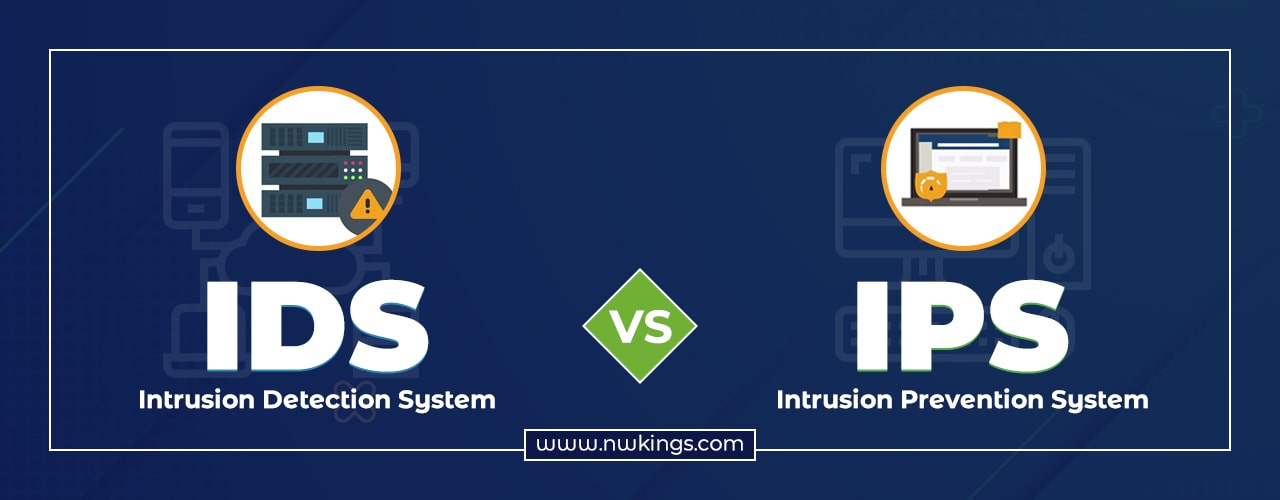 IDS
Intrusion Detection System
VS
IPS
Intrusion Prevention System
www.nwkings.com